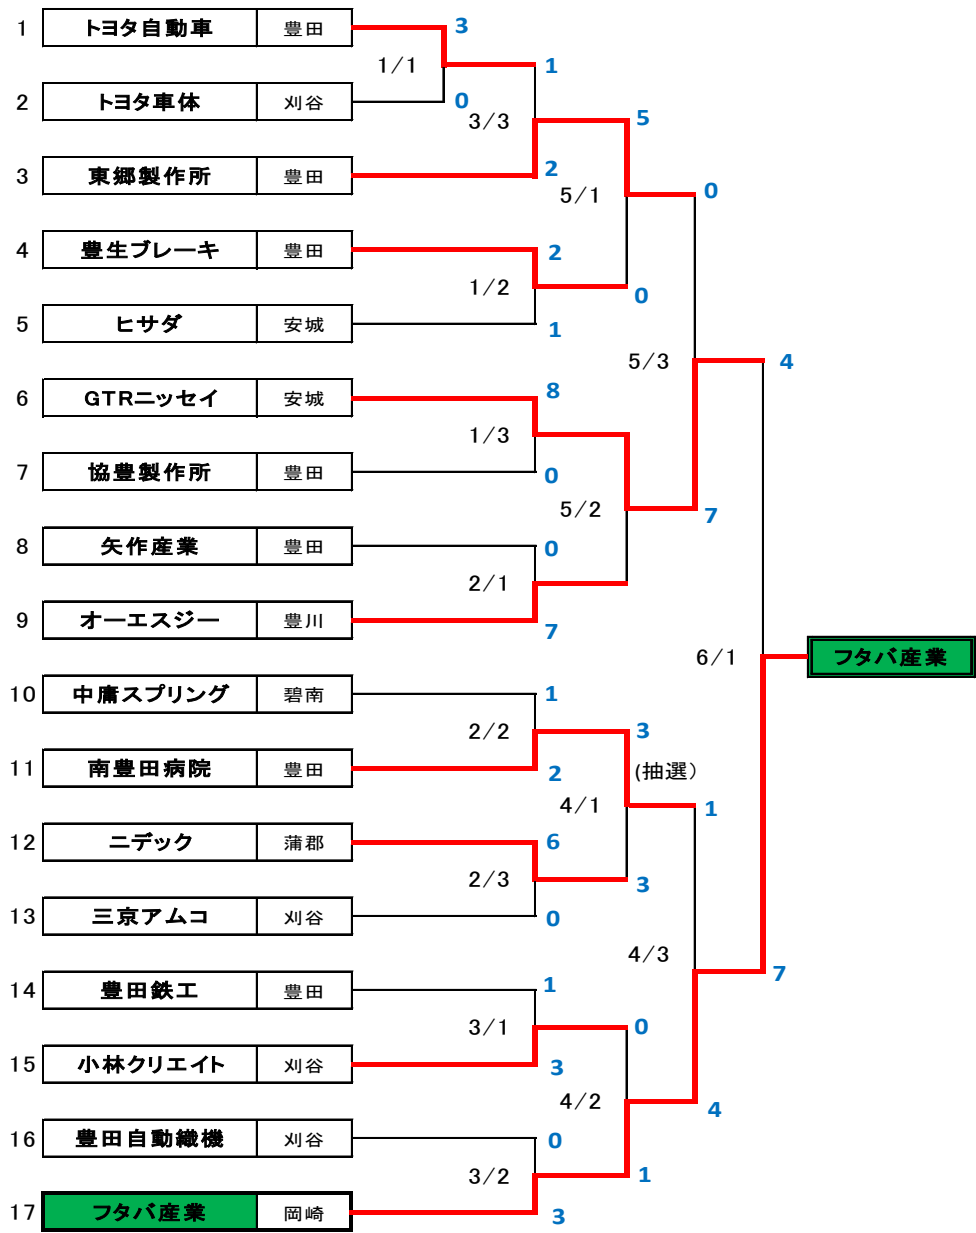 1 トヨタ自動車 豊田 3
1/1 1
2 トヨタ車体 刈谷 0
3/3 5
3 東郷製作所 豊田 2
5/1 0
4 豊生ブレーキ 豊田 2
1/2 0
5 ヒサダ 安城 1
5/3 4
6 GTRニッセイ 安城 8
1/3
7 協豊製作所 豊田 0
5/2 7
8 矢作産業 豊田 0
2/1
9 オーエスジー 豊川 7
6/1 フタバ産業
10 中庸スプリング 碧南 1
2/2 3
11 南豊田病院 豊田 2 (抽選)
4/1 1
12 ニデック 蒲郡 6
2/3 3
13 三京アムコ 刈谷 0
4/3 7
14 豊田鉄工 豊田 1
3/1 0
15 小林クリエイト 刈谷 3
4/2 4
16 豊田自動織機 刈谷 0
3/2 1
17 フタバ産業 岡崎 3